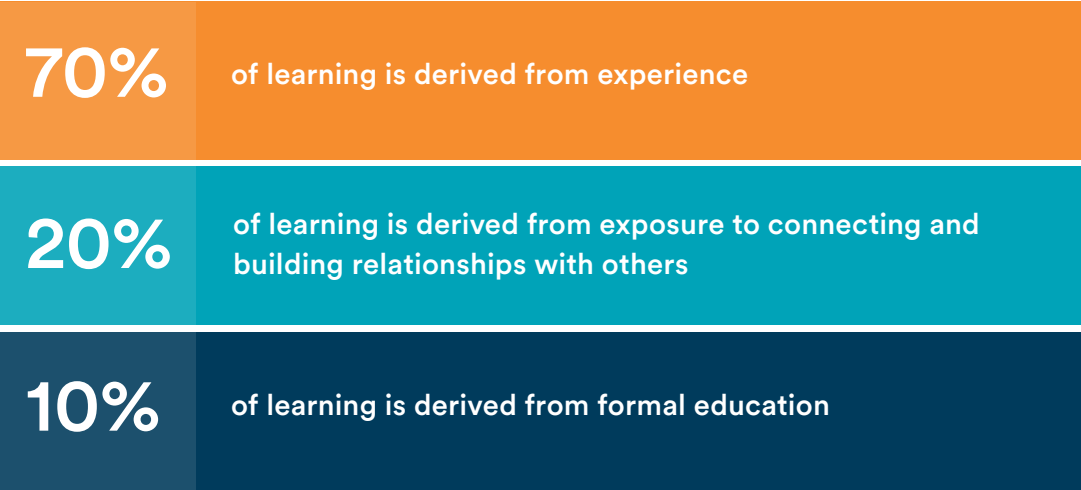 70%
of learning is derived from experience
20%
of learning is derived from exposure to connecting and
building relationships with others
10%
of learning is derived from formal education